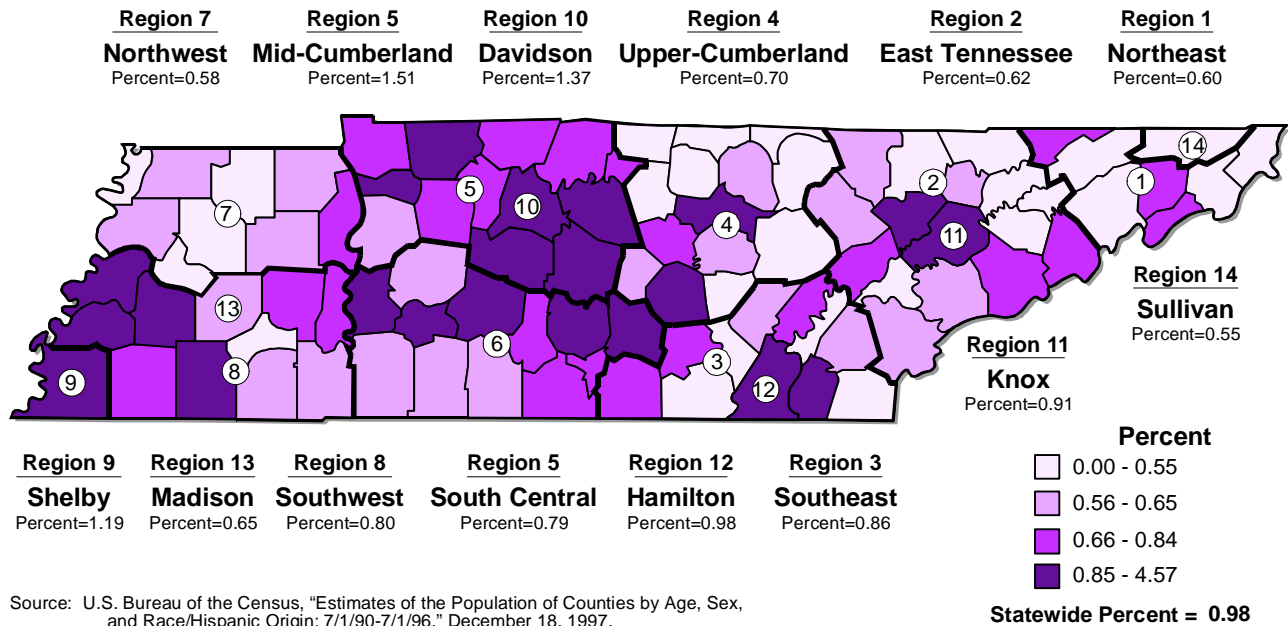 Region 7
Northwest
Percent=0.58
Region 5
Mid-Cumberland
Percent=1.51
Region 10
Davidson
Percent=1.37
Region 4
Upper-Cumberland
Percent=0.70
Region 2
East Tennessee
Percent=0.62
Region 1
Northeast
Percent=0.60
14
1
2
5
10
7
4
11
13
6
3
8
9
12
Region 14
Sullivan
Percent=0.55
Region 11
Knox
Percent=0.91
Region 9
Shelby
Percent=1.19
Region 13
Madison
Percent=0.65
Region 8
Southwest
Percent=0.80
Region 5
South Central
Percent=0.79
Region 12
Hamilton
Percent=0.98
Region 3
Southeast
Percent=0.86
Percent
0.00 - 0.55
0.56 - 0.65
0.66 - 0.84
0.85 - 4.57
Statewide Percent = 0.98
Source: U.S. Bureau of the Census, “Estimates of the Population of Counties by Age, Sex,
and Race/Hispanic Origin: 7/1/90-7/1/96,” December 18, 1997.